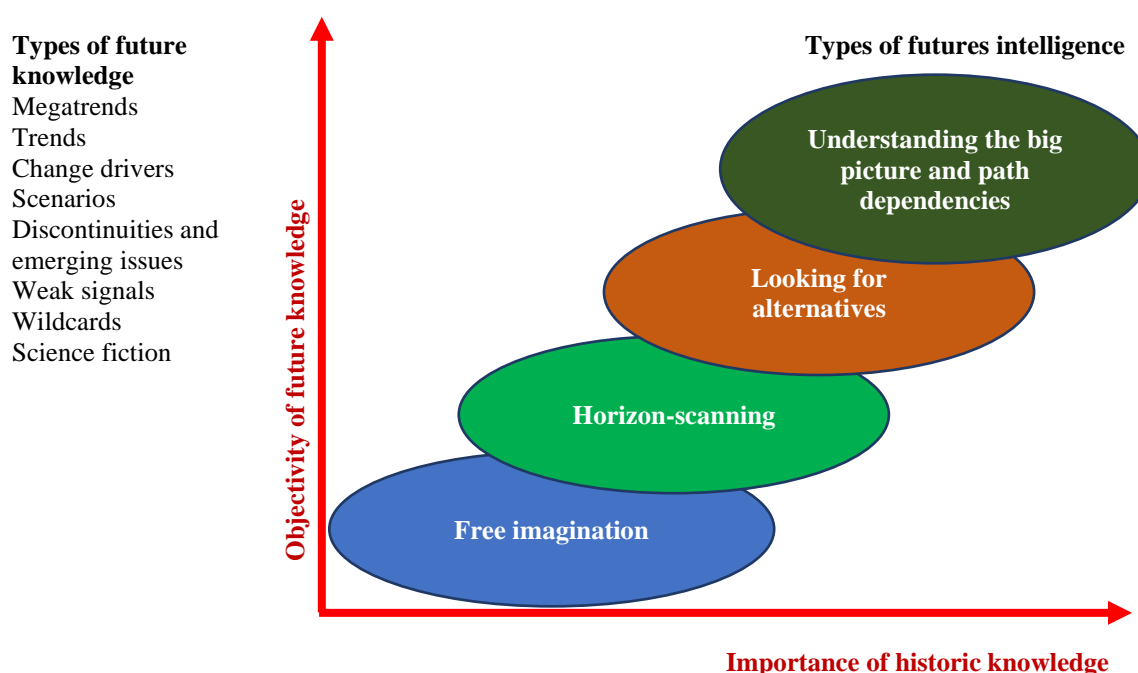 Types of future
knowledge
Megatrends
Trends
Change drivers
Scenarios
Discontinuities and
emerging issues
Weak signals
Wildcards
Science fiction
Objectivity of future knowledge
Types of futures intelligence
Understanding the big
picture and path
dependencies
Looking for
alternatives
Horizon-scanning
Free imagination
Importance of historic knowledge